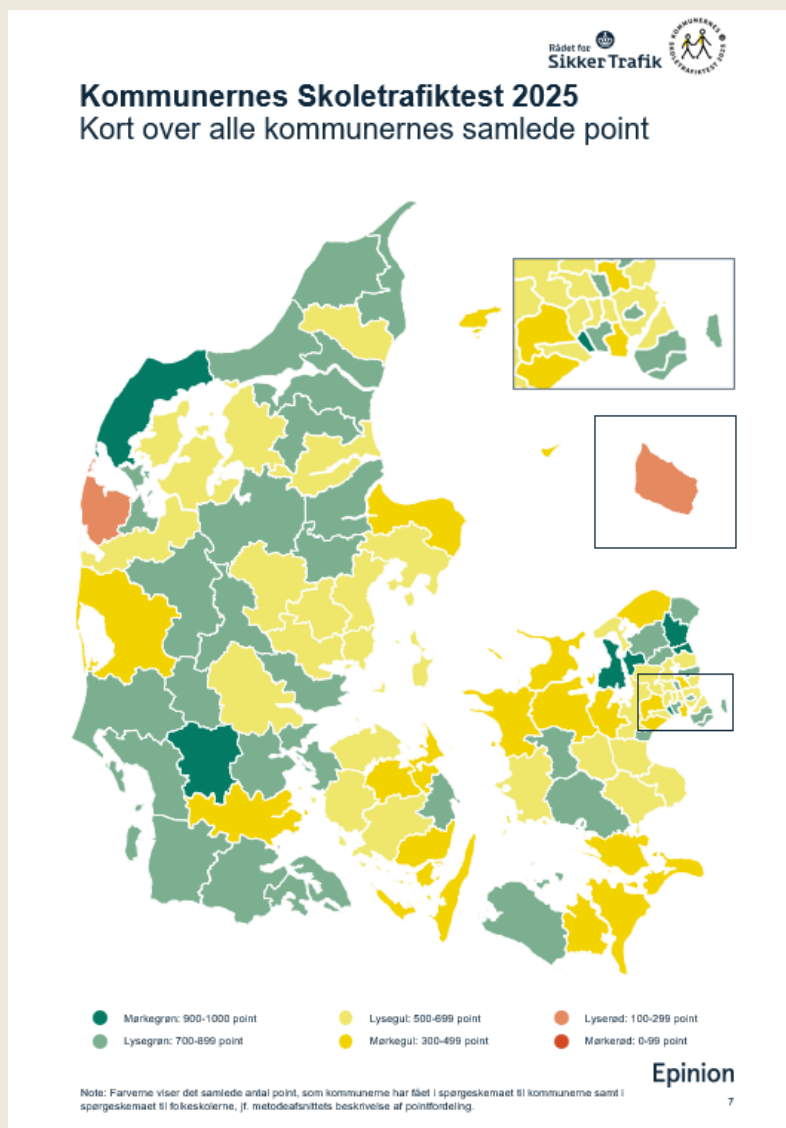 Rådet for
Sikker Trafik
KOMMUNERNES
SKOLETRAFIKTEST 2025
Kommunernes Skoletrafiktest 2025
Kort over alle kommunernes samlede point
Mørkegrøn: 900-1000 point
Lysegul: 500-699 point
Lyserød: 100-299 point
Lysegrøn: 700-899 point
Mørkegul: 300-499 point
Mørkerød: 0-99 point
Epinion
Note: Farverne viser det samlede antal point, som kommunerne har fået i spørgeskemaet til kommunerne samt i
spørgeskemaet til folkeskolerne, jf. metodeafsnittets beskrivelse af pointfordeling.
7